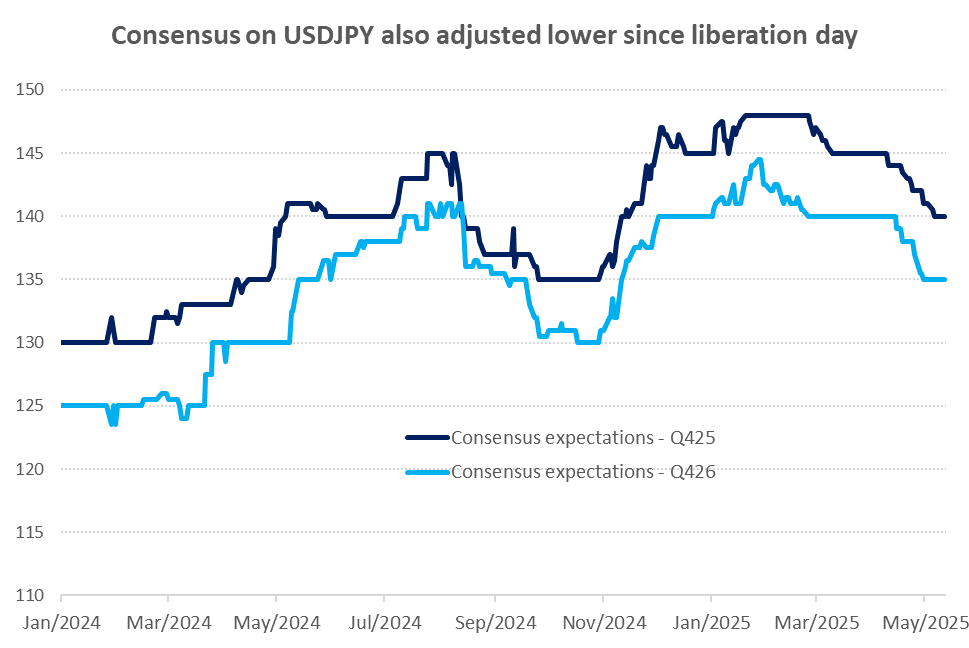 Consensus on USDJPY also adjusted lower since liberation day
150
145
140
135
130
125
120
115
110
Consensus expectations - Q425
Consensus expectations - Q426
Jan/2024 Mar/2024 May/2024 Jul/2024 Sep/2024 Nov/2024 Jan/2025 Mar/2025 May/2025